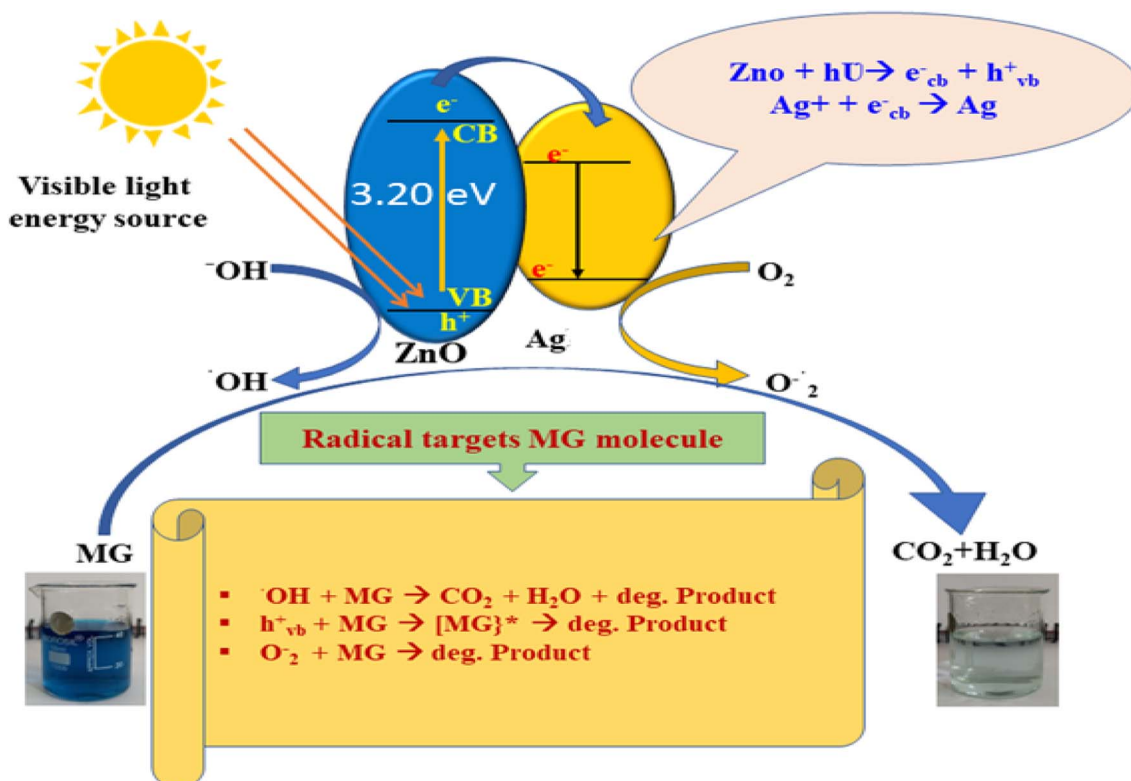 Zno + hƱ→ e⁻cb + h⁺vb
Ag+ + e⁻cb → Ag
e⁻
CB
e⁻
Visible light
energy source
3.20 eV
⁻OH
e⁻
O₂
VB
h⁺
ZnO
Ag
˙OH
O⁻˙₂
Radical targets MG molecule
MG
CO₂+H₂O
▪ ˙OH + MG → CO₂ + H₂O + deg. Product
▪ h⁺vb + MG → [MG}* → deg. Product
▪ O⁻₂ + MG → deg. Product